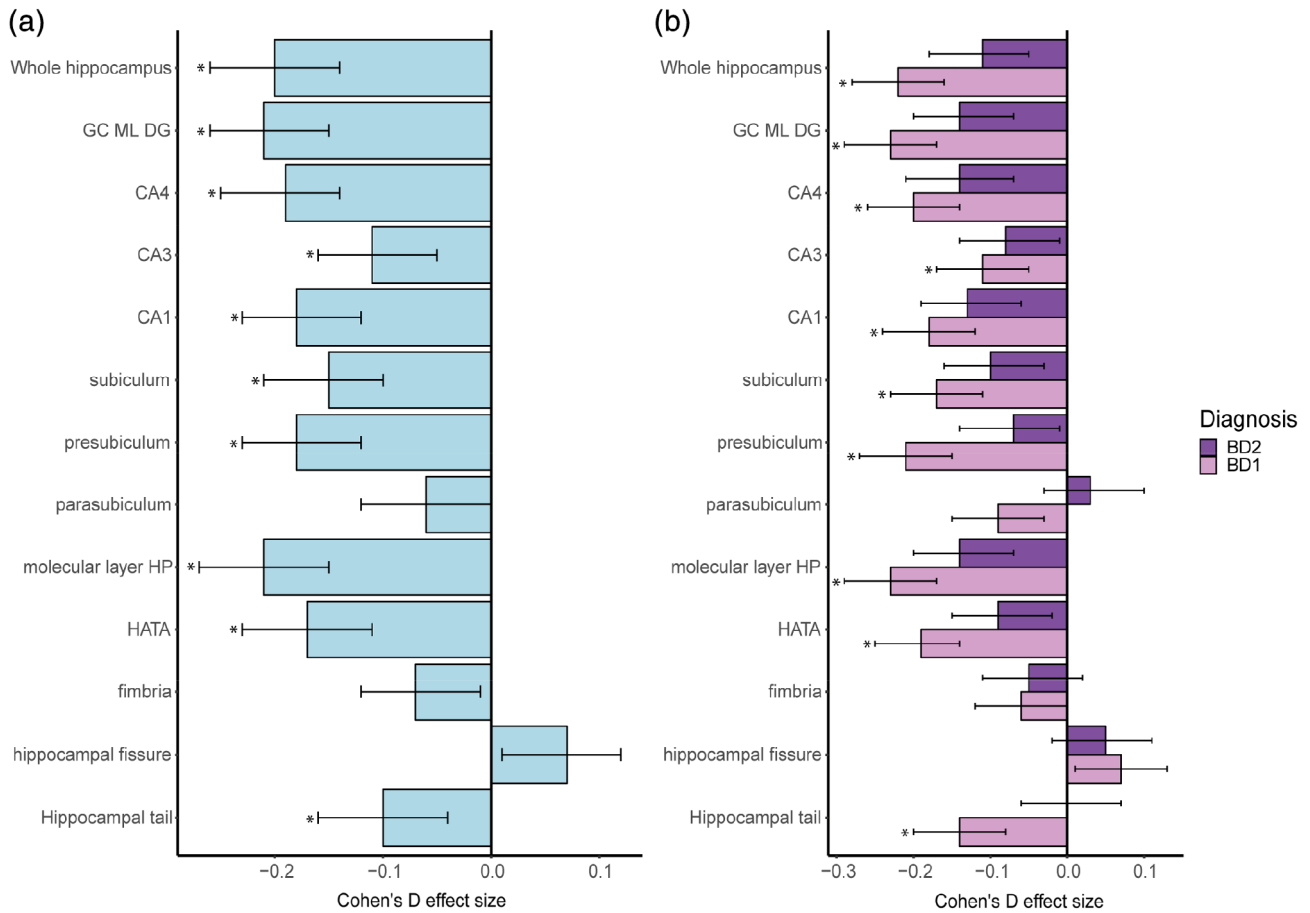 (a)
Whole hippocampus
*
GC ML DG
*
CA4
*
CA3
*
CA1
*
subiculum
*
presubiculum
*
parasubiculum
molecular layer HP
*
HATA
*
fimbria
hippocampal fissure
Hippocampal tail
*
−0.2 −0.1 0.0 0.1
Cohen's D effect size
(b)
Whole hippocampus
*
GC ML DG
*
CA4
*
CA3
*
CA1
*
subiculum
*
presubiculum
*
parasubiculum
molecular layer HP
*
HATA
*
fimbria
hippocampal fissure
Hippocampal tail
*
−0.3 −0.2 −0.1 0.0 0.1
Cohen's D effect size
Diagnosis
BD2
BD1